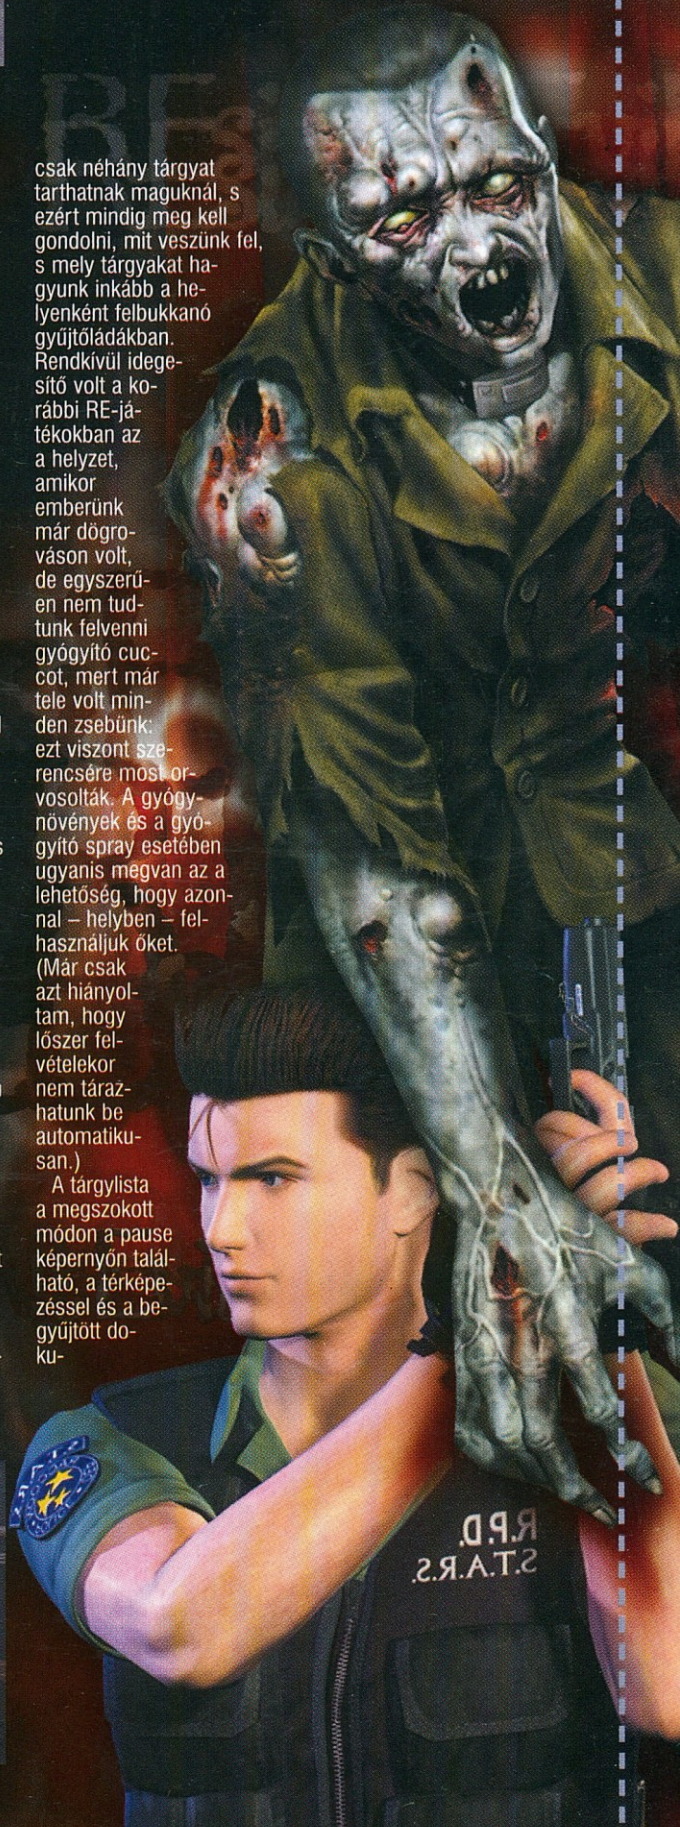 RE
csak néhány tárgyat
tarthatnak maguknál, s
ezért mindig meg kell
gondolni, mit veszünk fel,
s mely tárgyakat ha-
gyunk inkább a he-
lyenként felbukkanó
gyűjtőládákban.
Rendkívül idege-
sítő volt a ko-
rábbi RE-já-
tékokban az
a helyzet,
amikor
emberünk
már dögro-
váson volt,
de egyszerű-
en nem tud-
tunk felvenni
gyógyító cuc-
cot, mert már
tele volt min-
den zsebünk:
ezt viszont sze-
rencsére most or-
vosolták. A gyógy-
növények és a gyó-
gyító spray esetében
ugyanis megvan az a
lehetőség, hogy azon-
nal – helyben – fel-
használjuk őket.
(Már csak
azt hiányol-
tam, hogy
lőszer fel-
vételekor
nem táraz-
hatunk be
automatiku-
san.)
A tárgylista
a megszokott
módon a pause
képernyőn talál-
ható, a térképe-
zéssel és a be-
gyűjtött do-
ku-
R.P.D.
S.T.A.R.S.